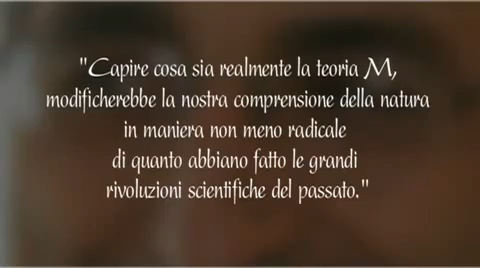 "Capire cosa sia realmente la teoria M,
modificherebbe la nostra comprensione della natura
in maniera non meno radicale
di quanto abbiano fatto le grandi
rivoluzioni scientifiche del passato."